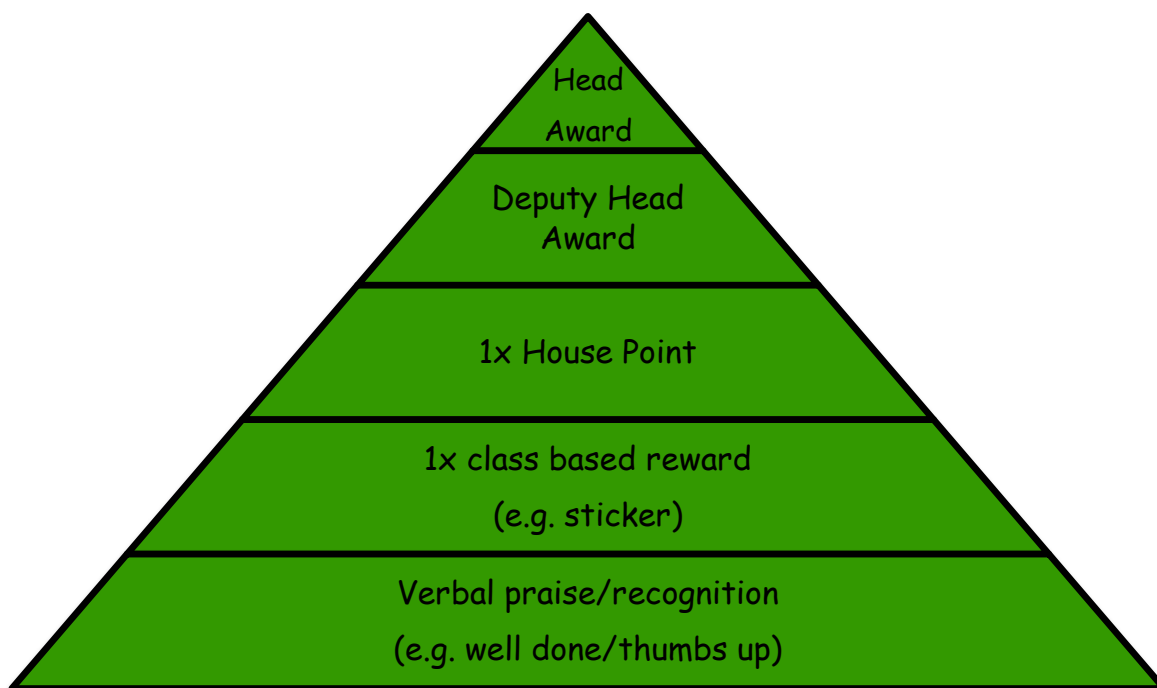 Head
Award
Deputy Head
Award
1x House Point
1x class based reward
(e.g. sticker)
Verbal praise/recognition
(e.g. well done/thumbs up)